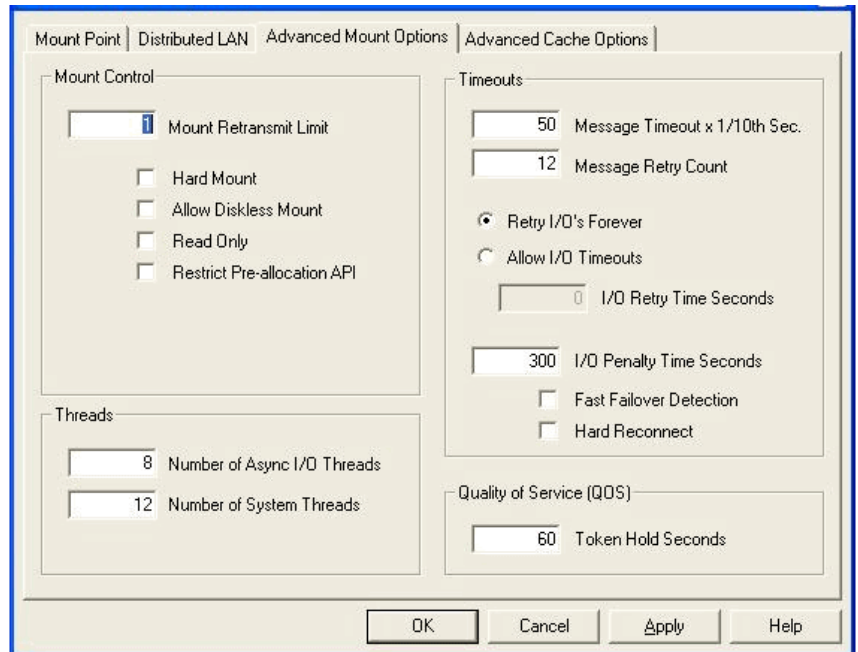 Mount Point
Distributed LAN
Advanced Mount Options
Advanced Cache Options
Mount Control
1 Mount Retransmit Limit
Hard Mount
Allow Diskless Mount
Read Only
Restrict Pre-allocation API
Threads
8 Number of Async I/O Threads
12 Number of System Threads
Timeouts
50 Message Timeout x 1/10th Sec.
12 Message Retry Count
Retry I/O's Forever
Allow I/O Timeouts
0 I/O Retry Time Seconds
300 I/O Penalty Time Seconds
Fast Failover Detection
Hard Reconnect
Quality of Service (QOS)
60 Token Hold Seconds
OK
Cancel
Apply
Help